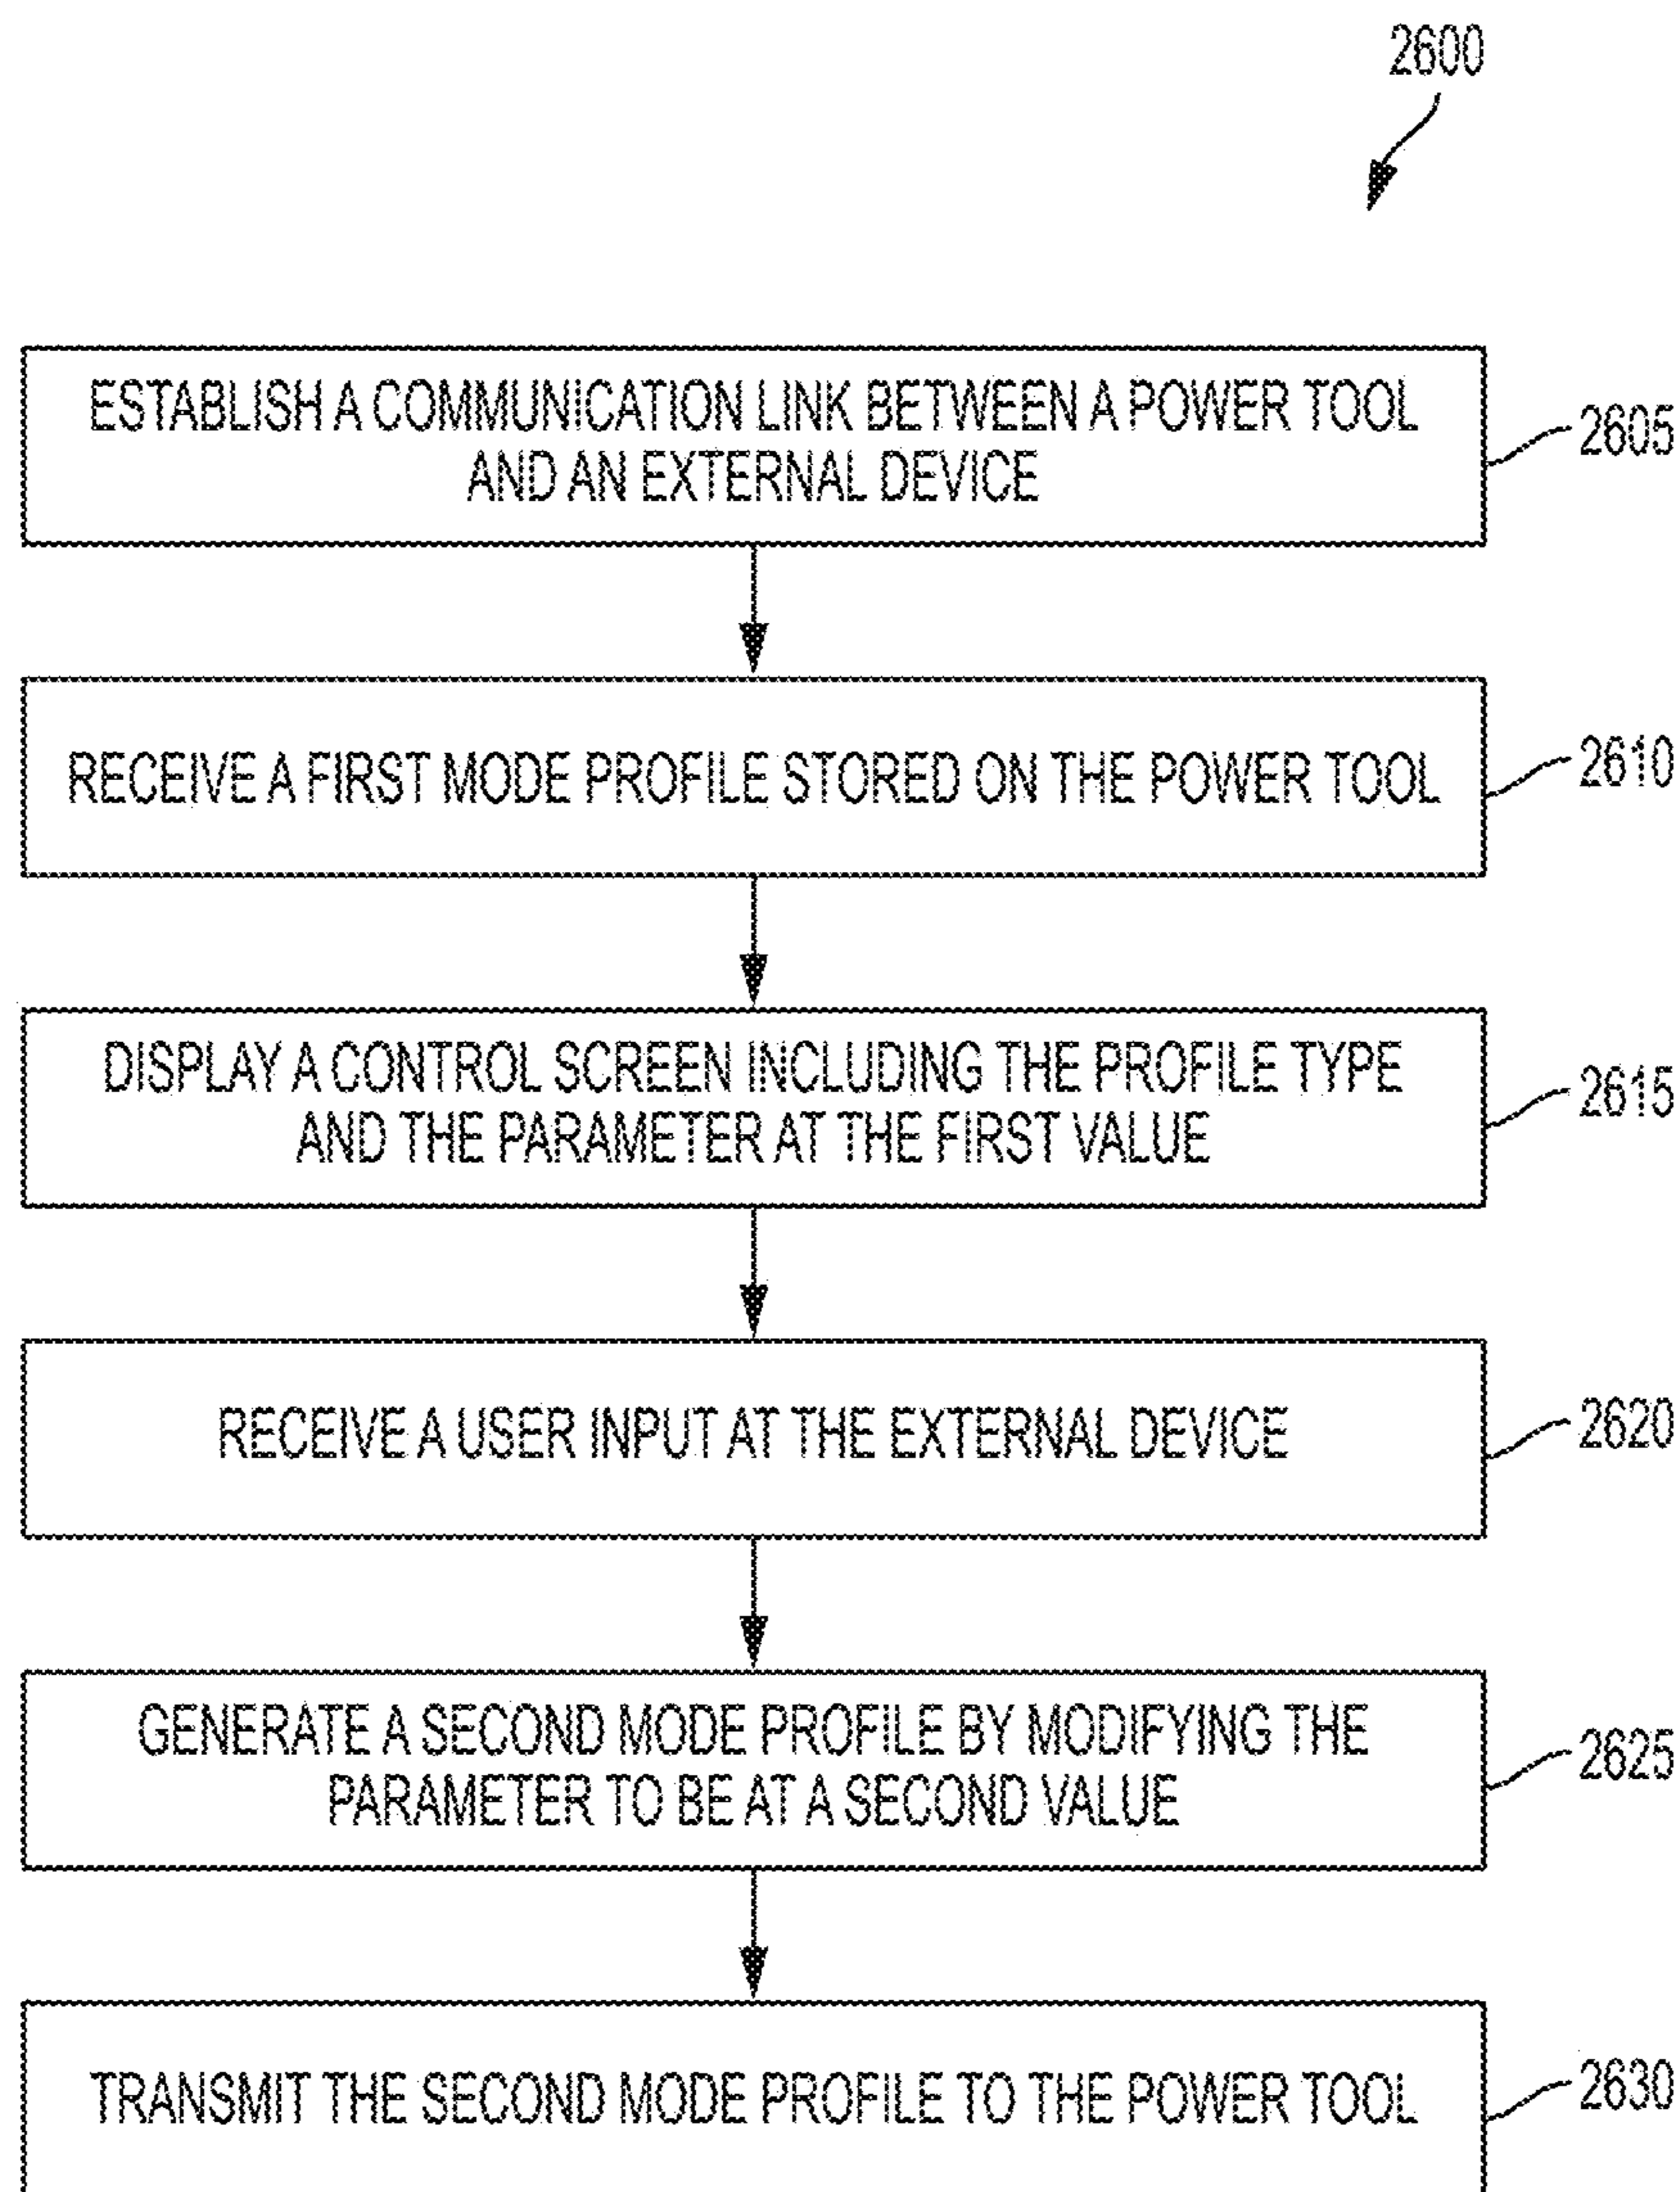 2600
ESTABLISH A COMMUNICATION LINK BETWEEN A POWER TOOL
AND AN EXTERNAL DEVICE
2605
RECEIVE A FIRST MODE PROFILE STORED ON THE POWER TOOL
2610
DISPLAY A CONTROL SCREEN INCLUDING THE PROFILE TYPE
AND THE PARAMETER AT THE FIRST VALUE
2615
RECEIVE A USER INPUT AT THE EXTERNAL DEVICE
2620
GENERATE A SECOND MODE PROFILE BY MODIFYING THE
PARAMETER TO BE AT A SECOND VALUE
2625
TRANSMIT THE SECOND MODE PROFILE TO THE POWER TOOL
2630